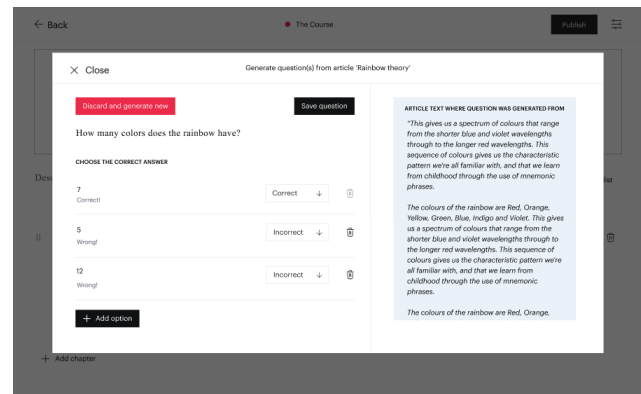 ← Back
The Course
Publish
× Close
Generate question(s) from article 'Rainbow theory'
Discard and generate new
Save question
How many colors does the rainbow have?
CHOOSE THE CORRECT ANSWER
7
Correct!
Correct ↓
5
Wrong!
Incorrect ↓
12
Wrong!
Incorrect ↓
+ Add option
ARTICLE TEXT WHERE QUESTION WAS GENERATED FROM
"This gives us a spectrum of colours that range
from the shorter blue and violet wavelengths
through to the longer red wavelengths. This
sequence of colours gives us the characteristic
pattern we're all familiar with, and that we learn
from childhood through the use of mnemonic
phrases.
The colours of the rainbow are Red, Orange,
Yellow, Green, Blue, Indigo and Violet. This gives
us a spectrum of colours that range from the
shorter blue and violet wavelengths through to
the longer red wavelengths. This sequence of
colours gives us the characteristic pattern we're
all familiar with, and that we learn from
childhood through the use of mnemonic
phrases.
The colours of the rainbow are Red, Orange,
+ Add chapter